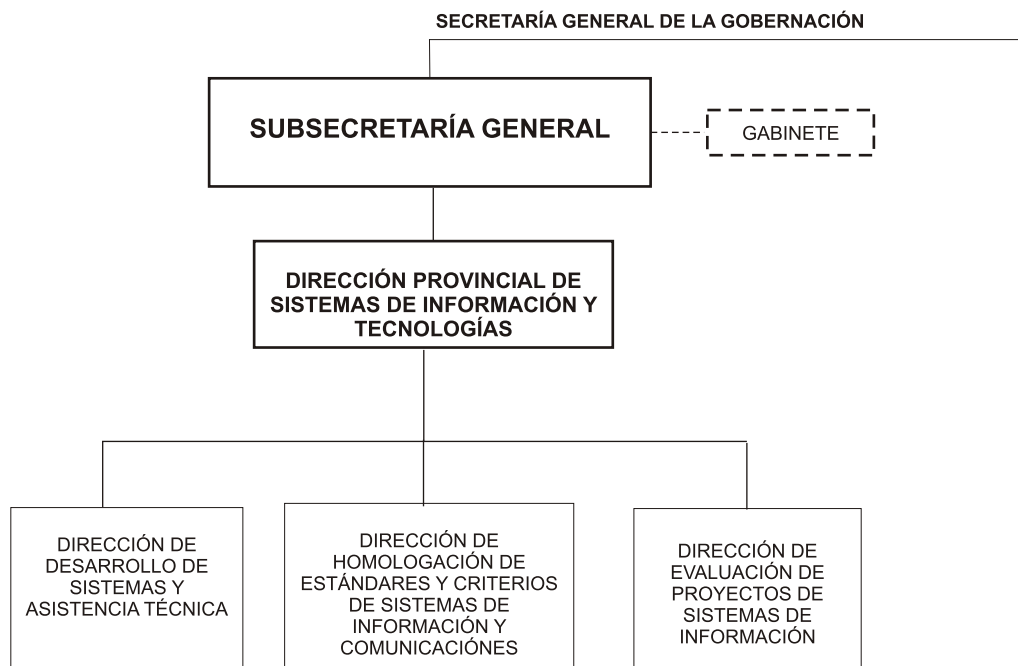 SECRETARÍA GENERAL DE LA GOBERNACIÓN
SUBSECRETARÍA GENERAL
GABINETE
DIRECCIÓN PROVINCIAL DE
SISTEMAS DE INFORMACIÓN Y
TECNOLOGÍAS
DIRECCIÓN DE
DESARROLLO DE
SISTEMAS Y
ASISTENCIA TÉCNICA
DIRECCIÓN DE
HOMOLOGACIÓN DE
ESTÁNDARES Y CRITERIOS
DE SISTEMAS DE
INFORMACIÓN Y
COMUNICACIÓNES
DIRECCIÓN DE
EVALUACIÓN DE
PROYECTOS DE
SISTEMAS DE
INFORMACIÓN